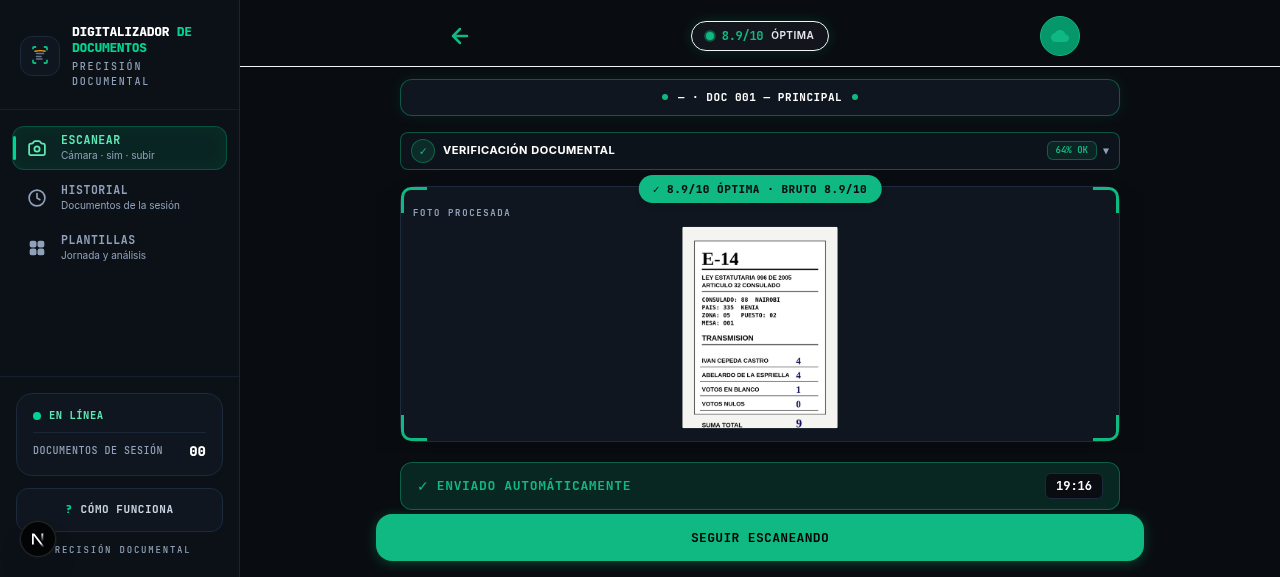 DIGITALIZADOR DE
DOCUMENTOS
PRECISIÓN
DOCUMENTAL
ESCANEAR
Cámara · sim · subir
HISTORIAL
Documentos de la sesión
PLANTILLAS
Jornada y análisis
EN LÍNEA
DOCUMENTOS DE SESIÓN 00
? CÓMO FUNCIONA
N
RECISIÓN DOCUMENTAL
8.9/10 ÓPTIMA
— · DOC 001 — PRINCIPAL
✓ VERIFICACIÓN DOCUMENTAL 64% OK ▾
✓ 8.9/10 ÓPTIMA · BRUTO 8.9/10
FOTO PROCESADA
E-14
LEY ESTATUTARIA 996 DE 2005
ARTICULO 32 CONSULADO
CONSULADO: 88 NAIROBI
PAIS: 335 KENIA
ZONA: 05 PUESTO: 02
MESA: 001
TRANSMISION
IVAN CEPEDA CASTRO 4
ABELARDO DE LA ESPRIELLA 4
VOTOS EN BLANCO 1
VOTOS NULOS 0
SUMA TOTAL 9
✓ ENVIADO AUTOMÁTICAMENTE 19:16
SEGUIR ESCANEANDO